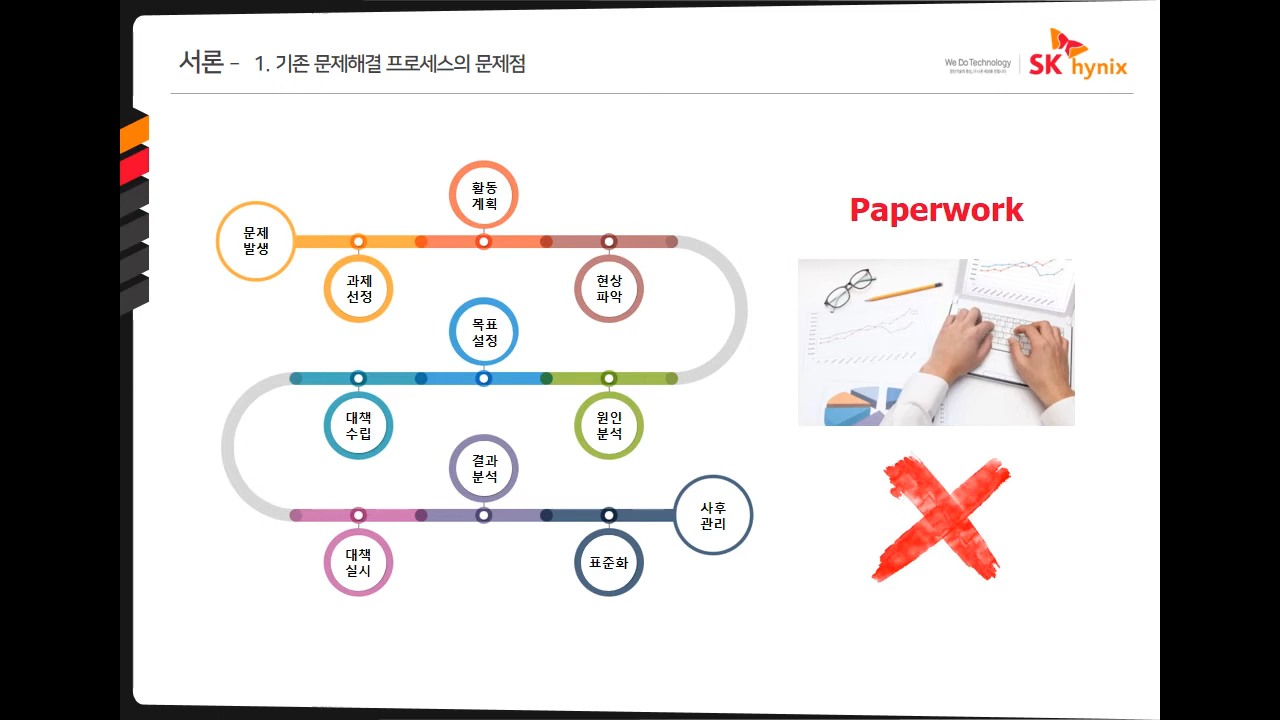 서론 - 1. 기존 문제해결 프로세스의 문제점
We Do Technology
SK hynix
활동
계획
문제
발생
과제
선정
현상
파악
Paperwork
목표
설정
대책
수립
원인
분석
결과
분석
사후
관리
대책
실시
표준화